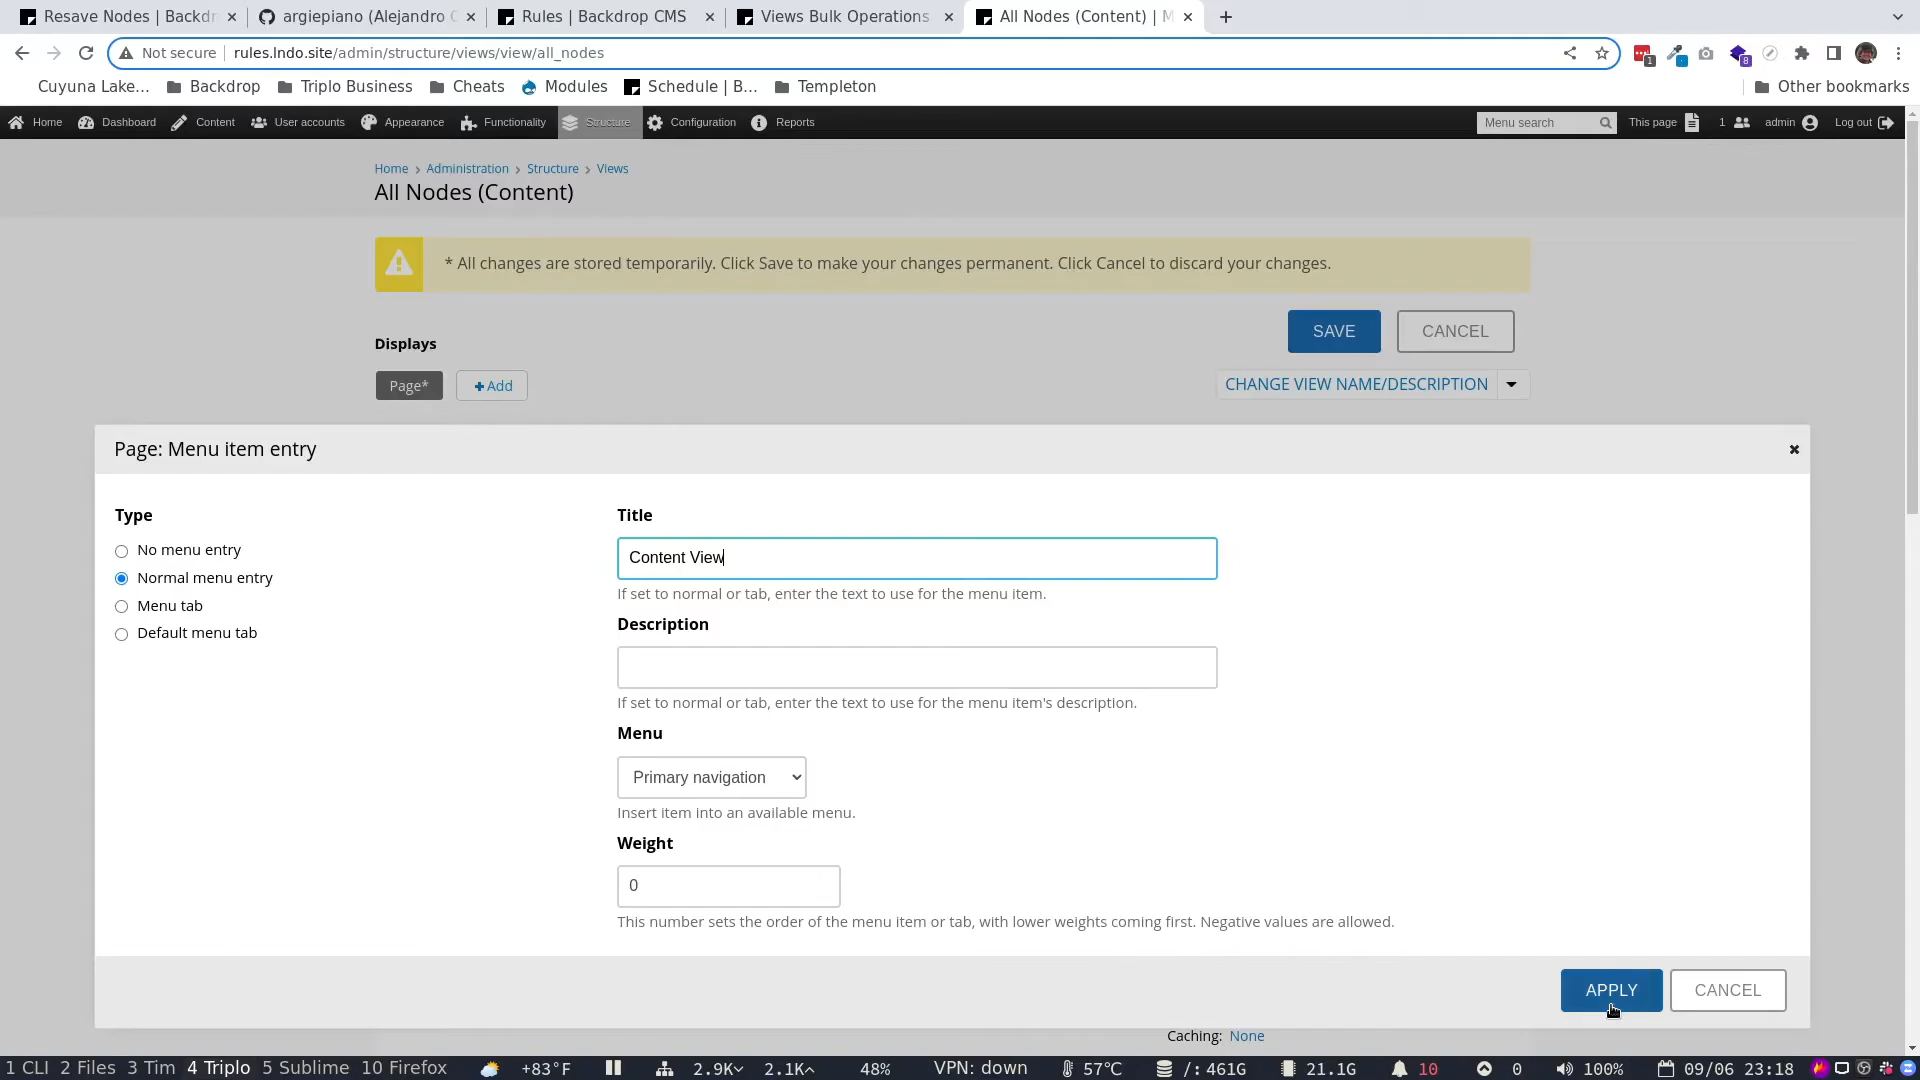 Resave Nodes | Backdr
argiepiano (Alejandro C
Rules | Backdrop CMS
Views Bulk Operations
All Nodes (Content) | M
Not secure
rules.lndo.site/admin/structure/views/view/all_nodes
1
8
Cuyuna Lake...
Backdrop
Triplo Business
Cheats
Modules
Schedule | B...
Templeton
Other bookmarks
Home
Dashboard
Content
User accounts
Appearance
Functionality
Structure
Configuration
Reports
Menu search
This page
1
admin
Log out
Home › Administration › Structure › Views
All Nodes (Content)
* All changes are stored temporarily. Click Save to make your changes permanent. Click Cancel to discard your changes.
SAVE
CANCEL
Displays
Page*
+ Add
CHANGE VIEW NAME/DESCRIPTION
Page: Menu item entry
Type
No menu entry
Normal menu entry
Menu tab
Default menu tab
Title
Content View
If set to normal or tab, enter the text to use for the menu item.
Description
If set to normal or tab, enter the text to use for the menu item's description.
Menu
Primary navigation
Insert item into an available menu.
Weight
0
This number sets the order of the menu item or tab, with lower weights coming first. Negative values are allowed.
APPLY
CANCEL
Caching: None
1 CLI 2 Files 3 Tim 4 Triplo 5 Sublime 10 Firefox
+83°F
2.9K
2.1K
48%
VPN: down
57°C
/: 461G
21.1G
10
0
100%
09/06 23:18